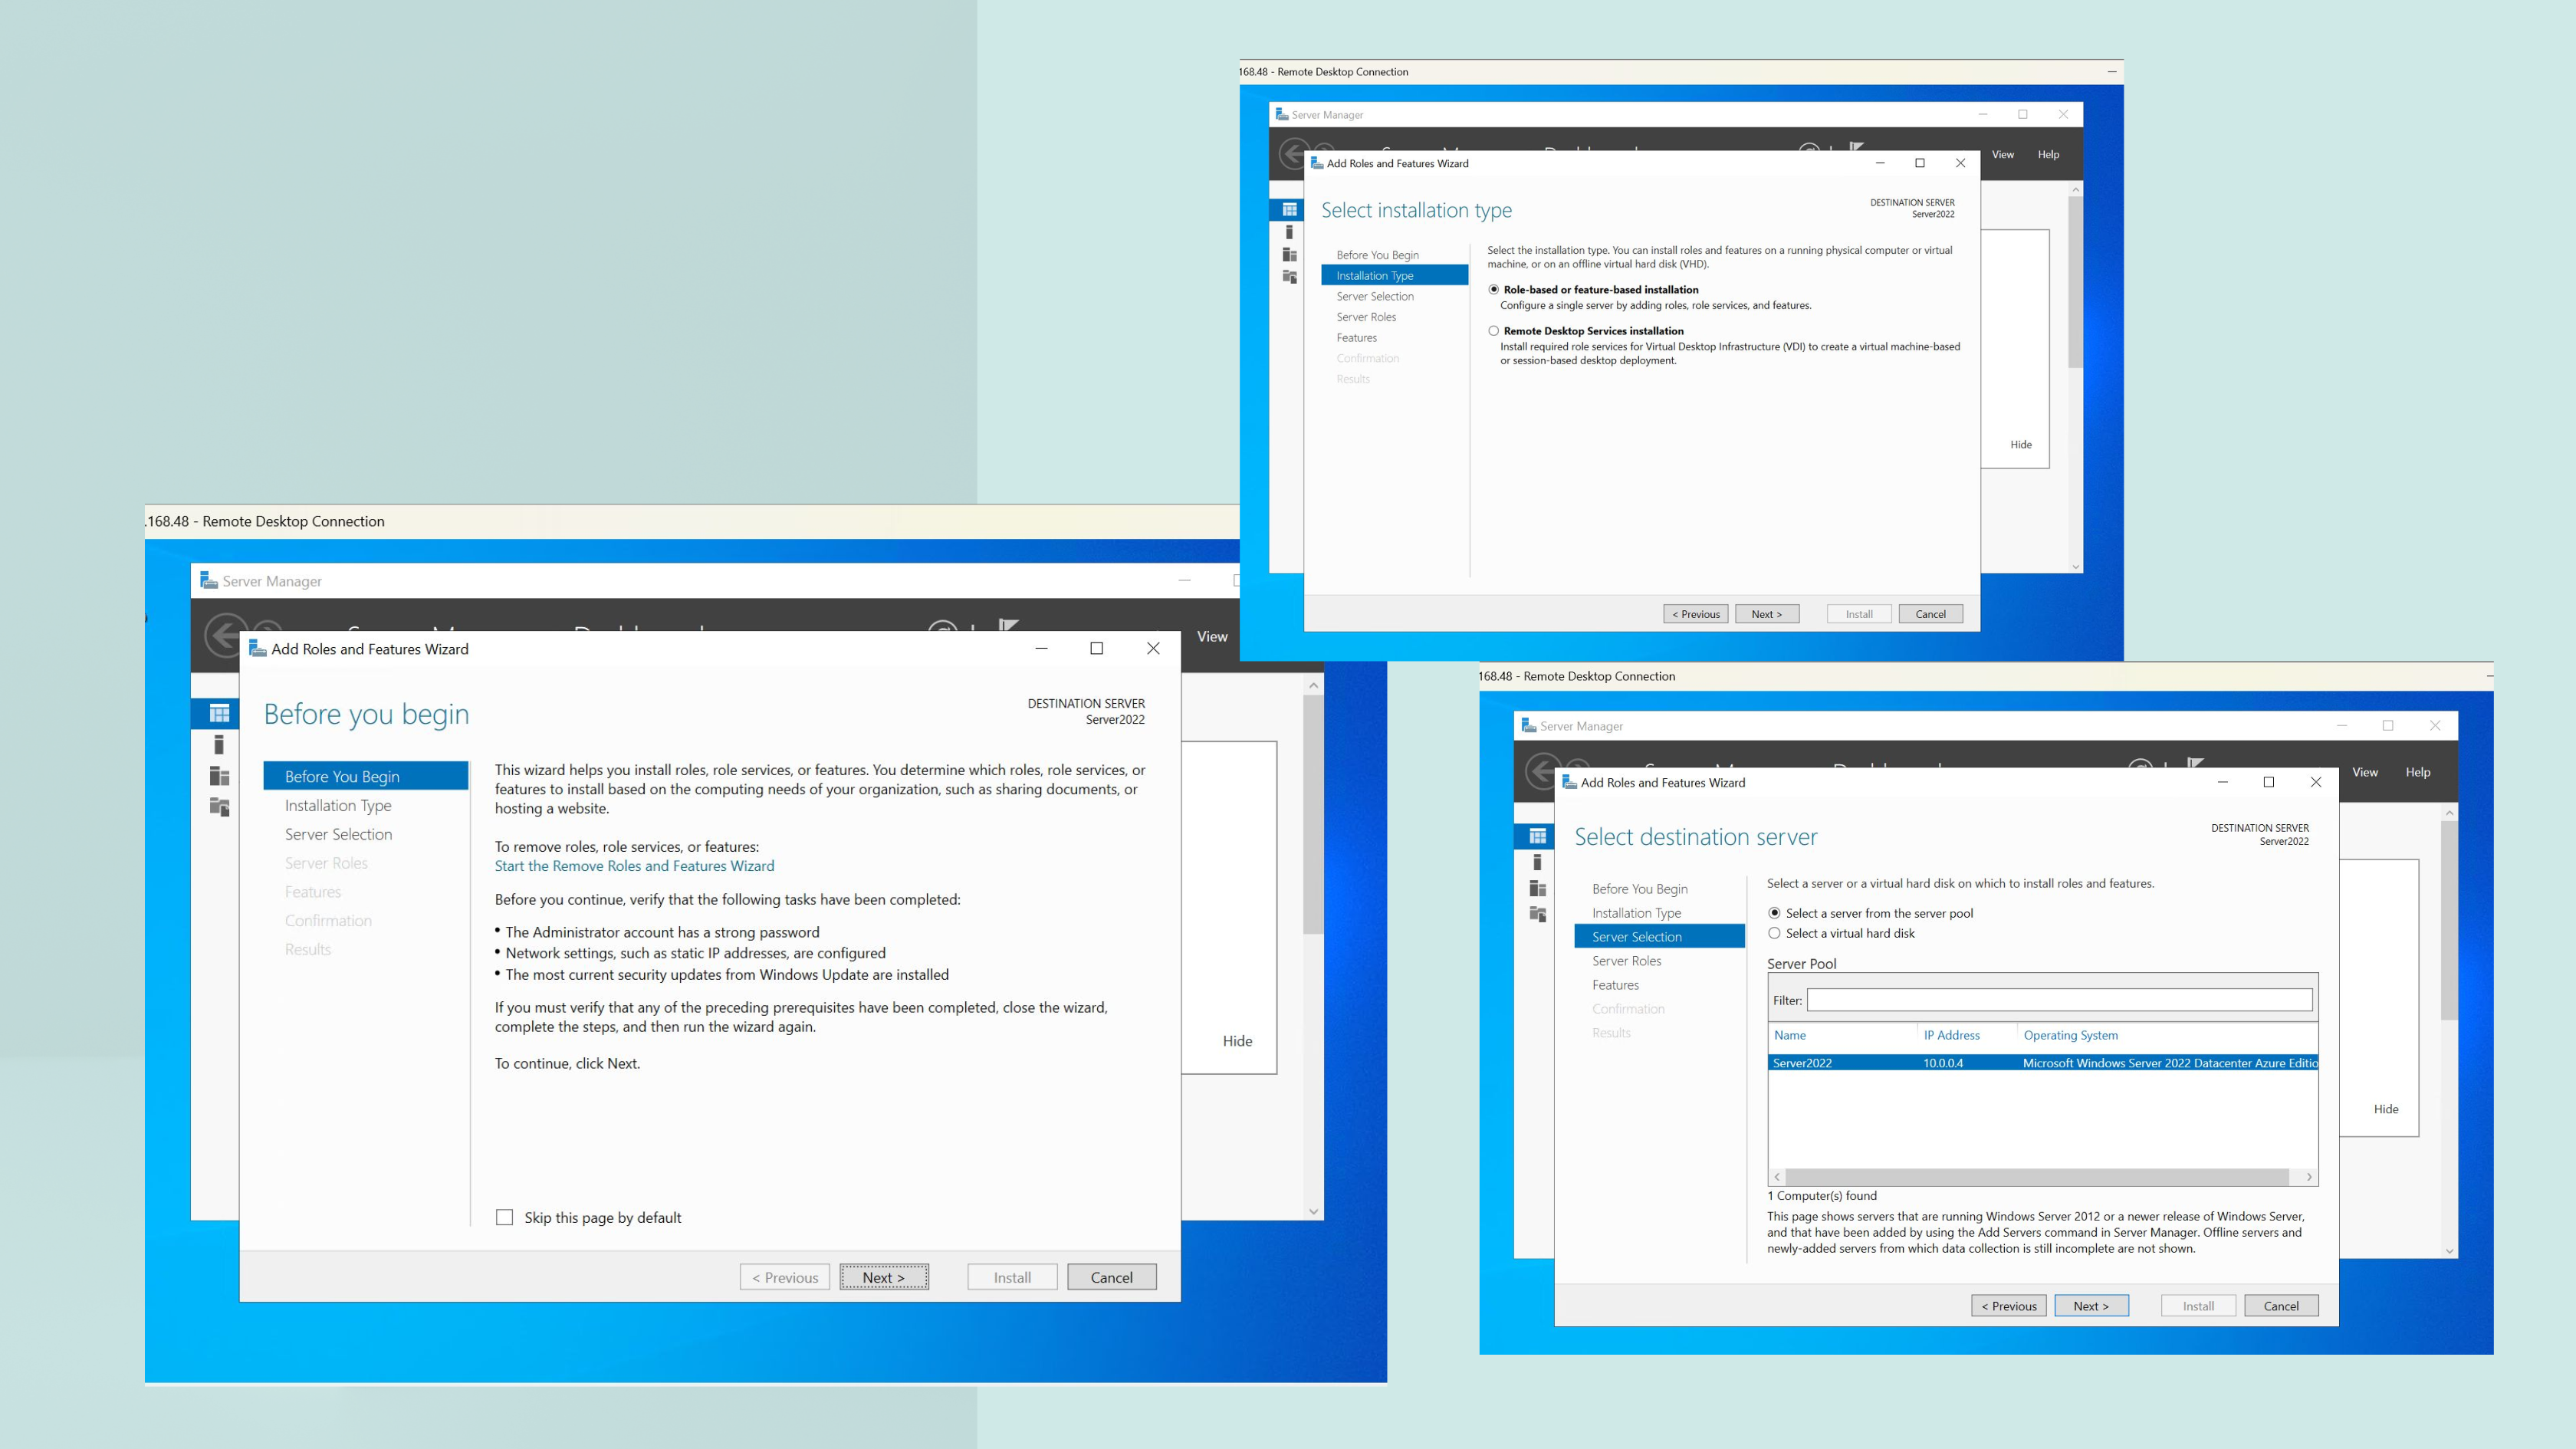 .168.48 - Remote Desktop Connection
Server Manager
View
Add Roles and Features Wizard
Before you begin
DESTINATION SERVER
Server2022
Before You Begin
Installation Type
Server Selection
Server Roles
Features
Confirmation
Results
This wizard helps you install roles, role services, or features. You determine which roles, role services, or
features to install based on the computing needs of your organization, such as sharing documents, or
hosting a website.
To remove roles, role services, or features:
Start the Remove Roles and Features Wizard
Before you continue, verify that the following tasks have been completed:
• The Administrator account has a strong password
• Network settings, such as static IP addresses, are configured
• The most current security updates from Windows Update are installed
If you must verify that any of the preceding prerequisites have been completed, close the wizard,
complete the steps, and then run the wizard again.
To continue, click Next.
Hide
Skip this page by default
< Previous
Next >
Install
Cancel
168.48 - Remote Desktop Connection
Server Manager
View
Help
Add Roles and Features Wizard
Select installation type
DESTINATION SERVER
Server2022
Before You Begin
Installation Type
Server Selection
Server Roles
Features
Confirmation
Results
Select the installation type. You can install roles and features on a running physical computer or virtual
machine, or on an offline virtual hard disk (VHD).
Role-based or feature-based installation
Configure a single server by adding roles, role services, and features.
Remote Desktop Services installation
Install required role services for Virtual Desktop Infrastructure (VDI) to create a virtual machine-based
or session-based desktop deployment.
Hide
< Previous
Next >
Install
Cancel
168.48 - Remote Desktop Connection
Server Manager
View
Help
Add Roles and Features Wizard
Select destination server
DESTINATION SERVER
Server2022
Before You Begin
Installation Type
Server Selection
Server Roles
Features
Confirmation
Results
Select a server or a virtual hard disk on which to install roles and features.
Select a server from the server pool
Select a virtual hard disk
Server Pool
Filter:
Name IP Address Operating System
Server2022 10.0.0.4 Microsoft Windows Server 2022 Datacenter Azure Editio
1 Computer(s) found
This page shows servers that are running Windows Server 2012 or a newer release of Windows Server,
and that have been added by using the Add Servers command in Server Manager. Offline servers and
newly-added servers from which data collection is still incomplete are not shown.
Hide
< Previous
Next >
Install
Cancel